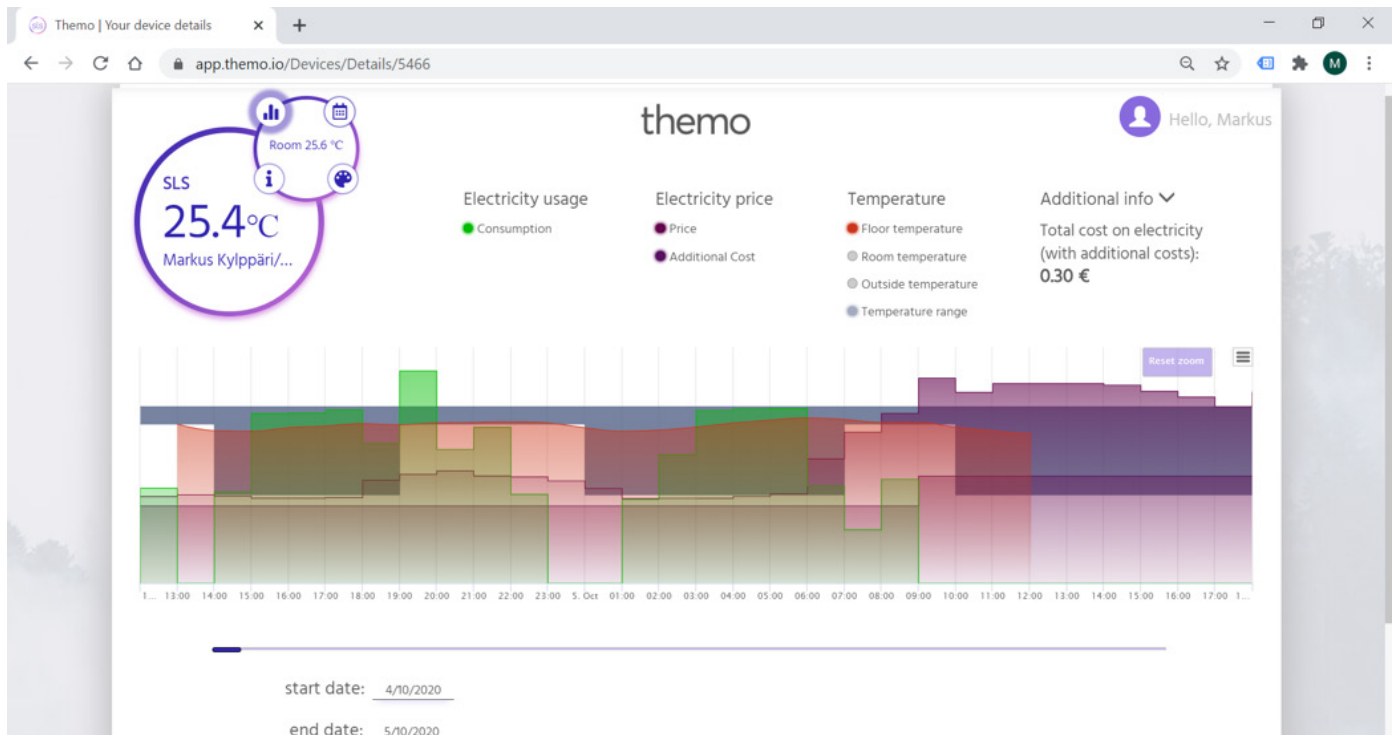 sls
Themo | Your device details
app.themo.io/Devices/Details/5466
M
Room 25.6 °C
i
SLS
25.4°C
Markus Kylppäri/...
themo
Hello, Markus
Electricity usage
Consumption
Electricity price
Price
Additional Cost
Temperature
Floor temperature
Room temperature
Outside temperature
Temperature range
Additional info
Total cost on electricity
(with additional costs):
0.30 €
Reset zoom
1... 13:00 14:00 15:00 16:00 17:00 18:00 19:00 20:00 21:00 22:00 23:00 5. Oct 01:00 02:00 03:00 04:00 05:00 06:00 07:00 08:00 09:00 10:00 11:00 12:00 13:00 14:00 15:00 16:00 17:00 1...
start date: 4/10/2020
end date: 5/10/2020